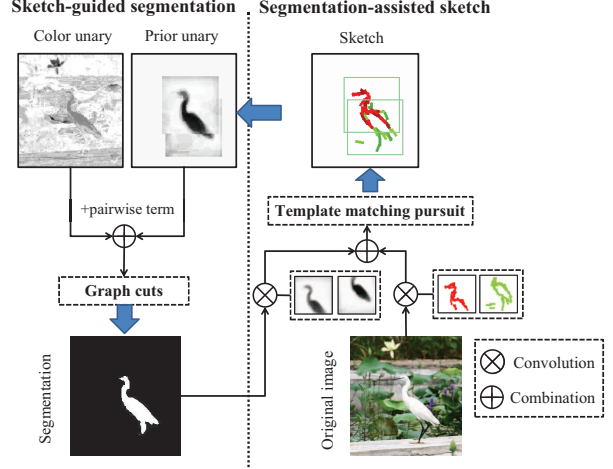 Sketch-guided segmentation
Segmentation-assisted sketch
Color unary
Prior unary
Sketch
+pairwise term
Template matching pursuit
Graph cuts
Segmentation
Original image
Convolution
Combination